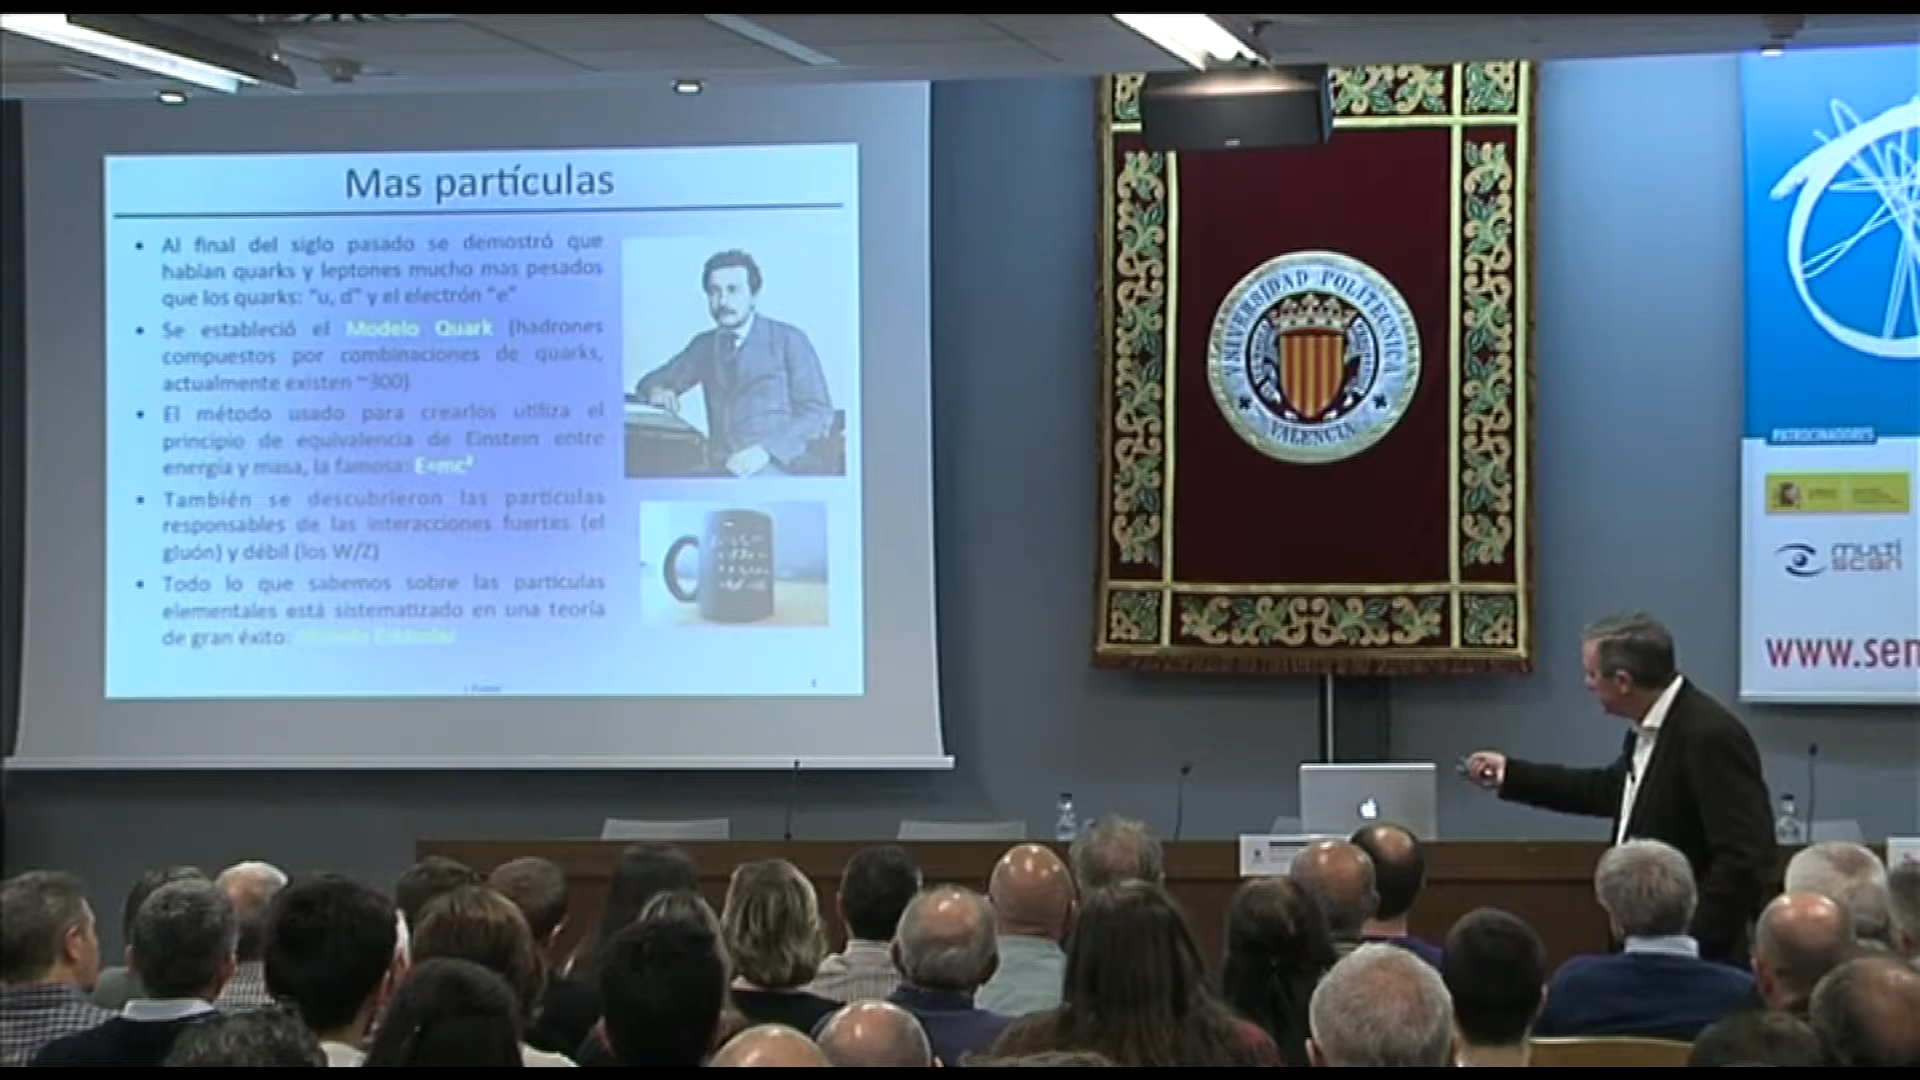 Mas partículas
• Al final del siglo pasado se demostró que
habían quarks y leptones mucho mas pesados
que los quarks: "u, d" y el electrón "e"
• Se estableció el Modelo Quark (hadrones
compuestos por combinaciones de quarks,
actualmente existen ~300)
• El método usado para crearlos utiliza el
principio de equivalencia de Einstein entre
energía y masa, la famosa: E=mc²
• También se descubrieron las partículas
responsables de las interacciones fuertes (el
gluón) y débil (los W/Z)
• Todo lo que sabemos sobre las partículas
elementales está sistematizado en una teoría
de gran éxito: Modelo Estándar
UNIVERSIDAD POLITECNICA
VALENCIA
PATROCINADORES
multi
scan
www.sen